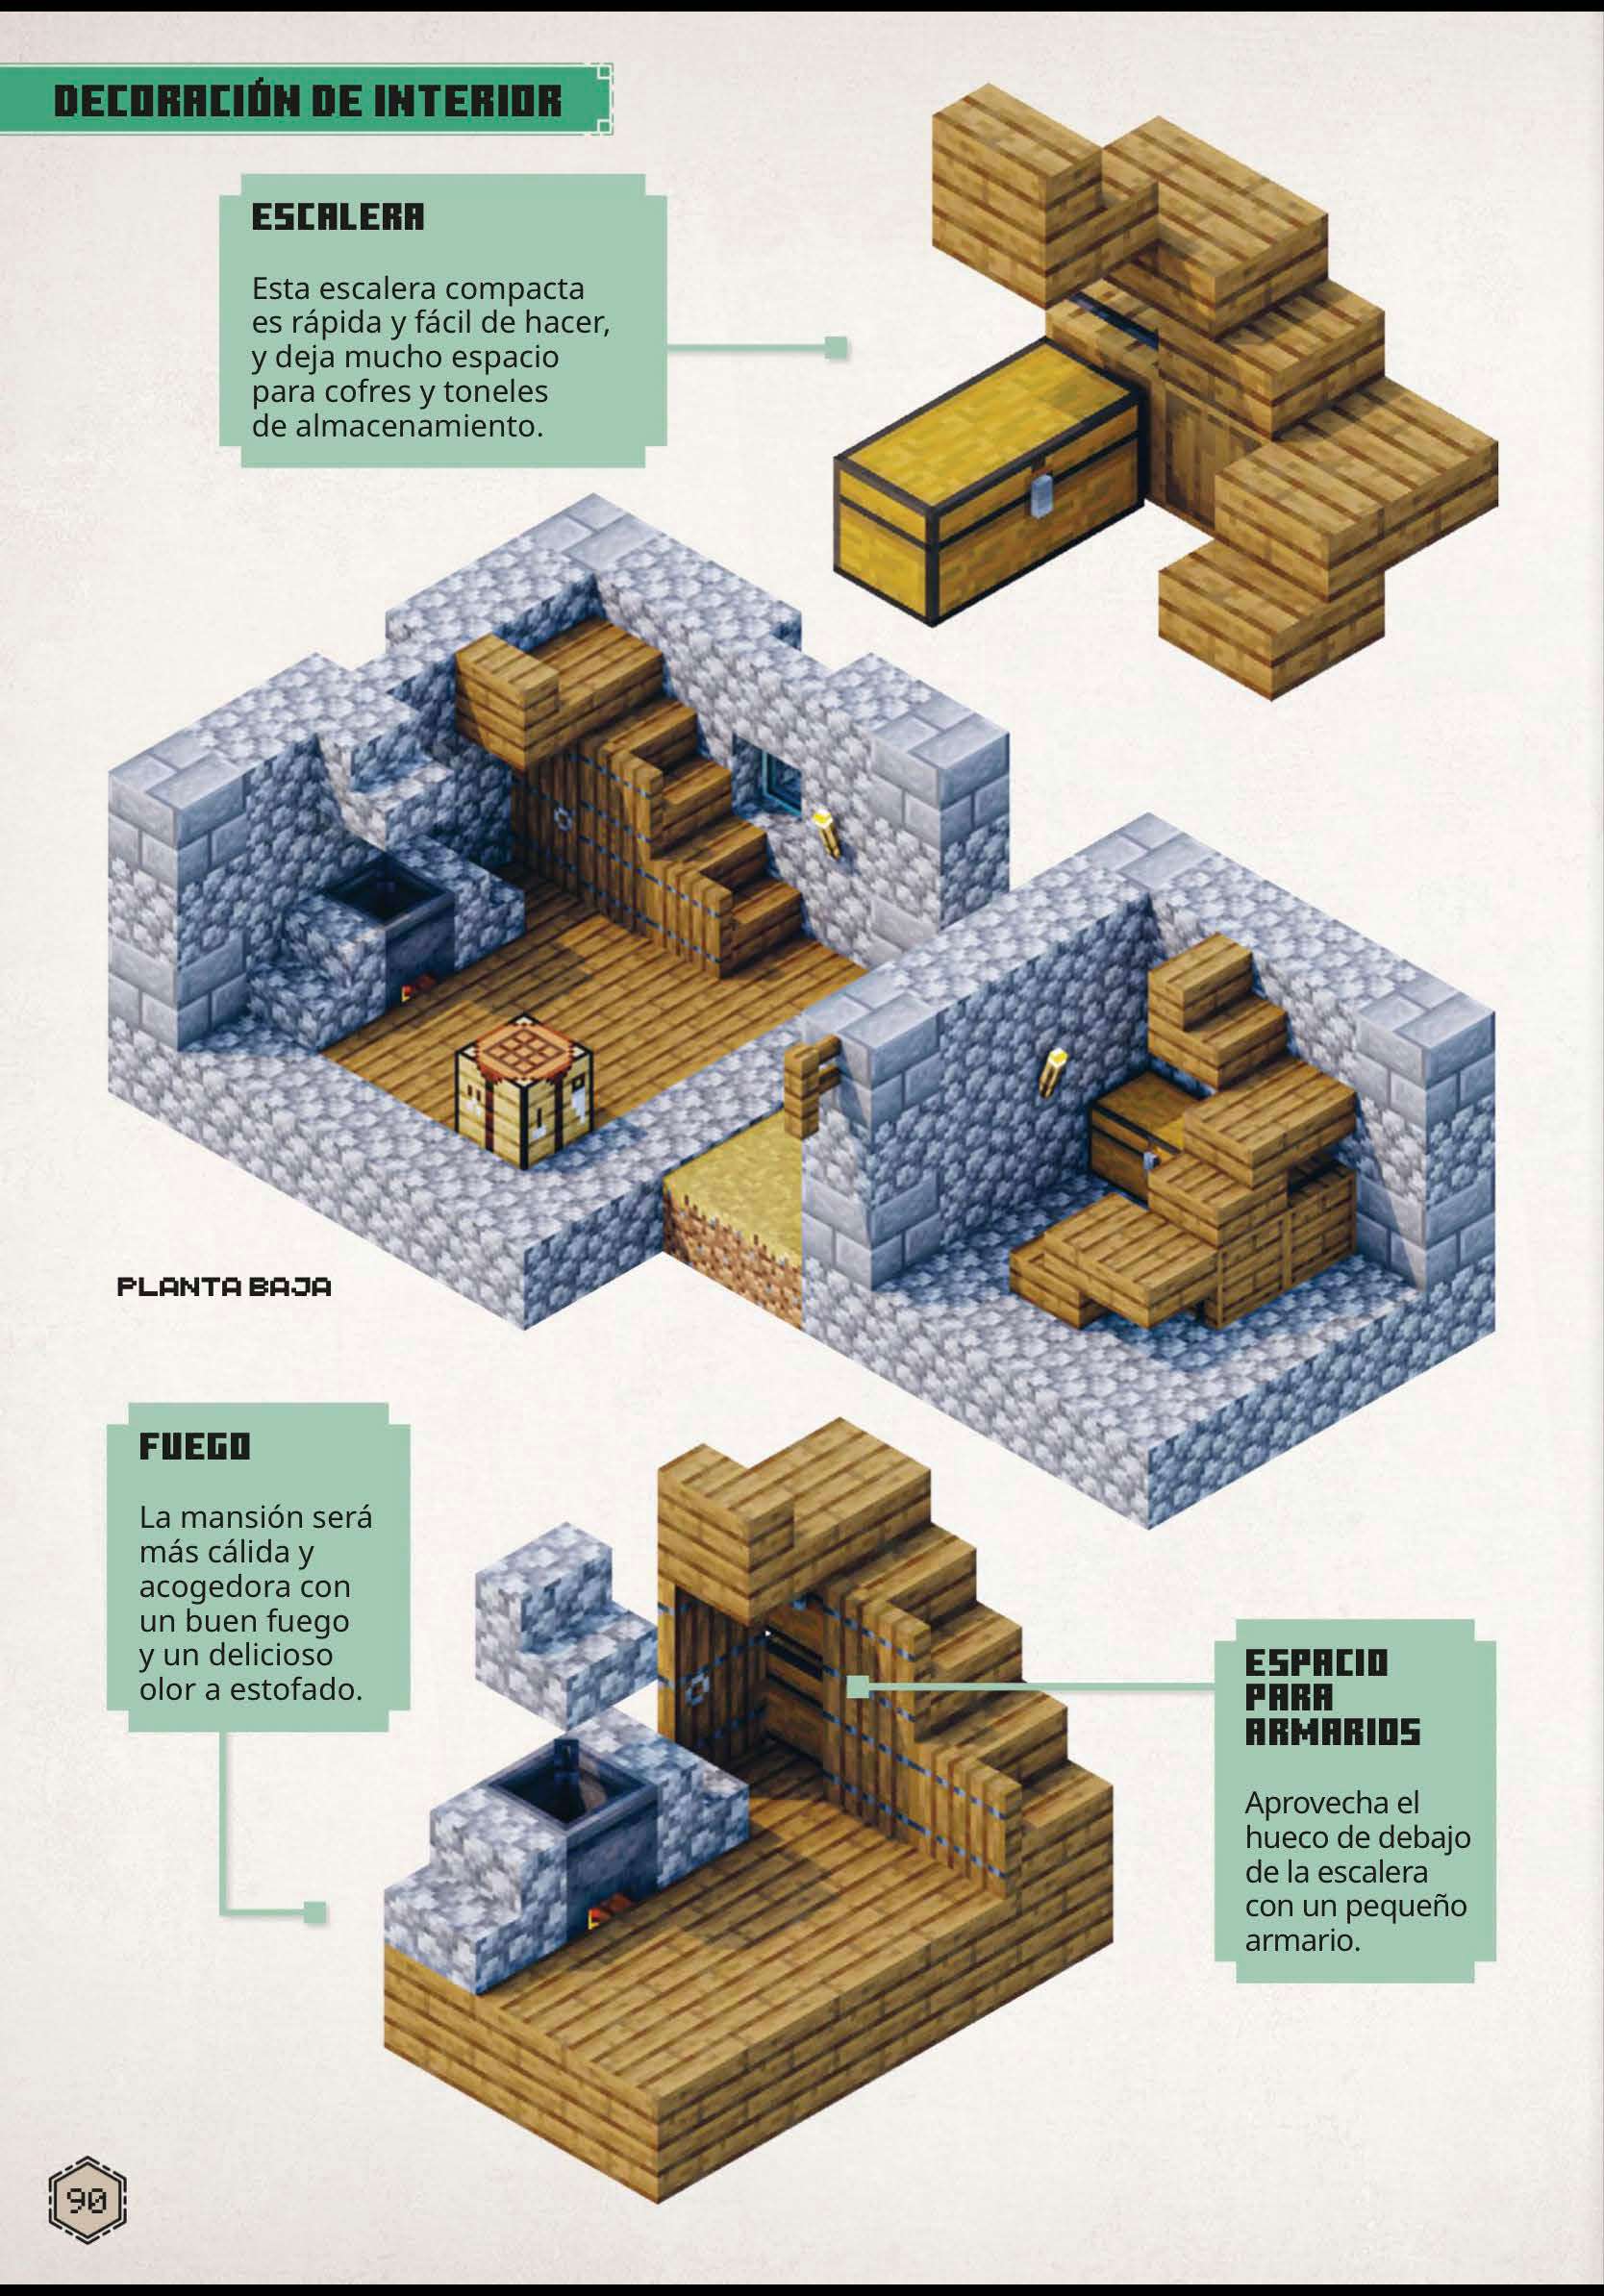 DECORACIÓN DE INTERIOR
ESCALERA
Esta escalera compacta
es rápida y fácil de hacer,
y deja mucho espacio
para cofres y toneles
de almacenamiento.
PLANTA BAJA
FUEGO
La mansión será
más cálida y
acogedora con
un buen fuego
y un delicioso
olor a estofado.
ESPACIO
PARA
ARMARIOS
Aprovecha el
hueco de debajo
de la escalera
con un pequeño
armario.
90